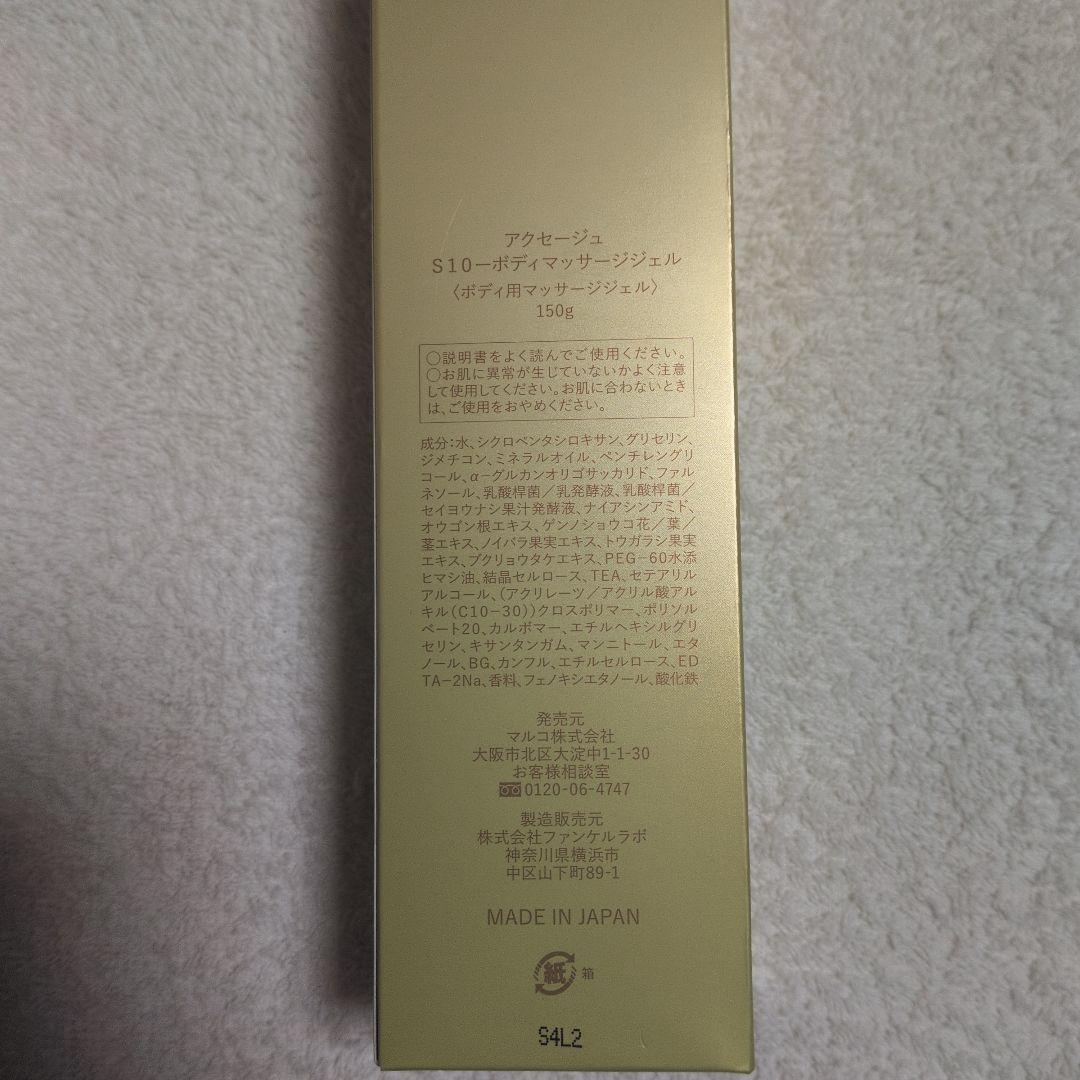 アクセージュ
S10ーボディマッサージジェル
〈ボディ用マッサージジェル〉
150g
○説明書をよく読んでご使用ください。
○お肌に異常が生じていないかよく注意
して使用してください。お肌に合わないとき
は、ご使用をおやめください。
成分:水、シクロペンタシロキサン、グリセリン、
ジメチコン、ミネラルオイル、ペンチレングリ
コール、α-グルカンオリゴサッカリド、ファル
ネソール、乳酸桿菌/乳発酵液、乳酸桿菌/
セイヨウナシ果汁発酵液、ナイアシンアミド、
オウゴン根エキス、ゲンノショウコ花/葉/
茎エキス、ノイバラ果実エキス、トウガラシ果実
エキス、ブクリョウタケエキス、PEG-60水添
ヒマシ油、結晶セルロース、TEA、セテアリル
アルコール、(アクリレーツ/アクリル酸アル
キル(C10-30))クロスポリマー、ポリソル
ベート20、カルボマー、エチルヘキシルグリ
セリン、キサンタンガム、マンニトール、エタ
ノール、BG、カンフル、エチルセルロース、ED
TA-2Na、香料、フェノキシエタノール、酸化鉄
発売元
マルコ株式会社
大阪市北区大淀中1-1-30
お客様相談室
0120-06-4747
製造販売元
株式会社ファンケルラボ
神奈川県横浜市
中区山下町89-1
MADE IN JAPAN
紙 箱
S4L2